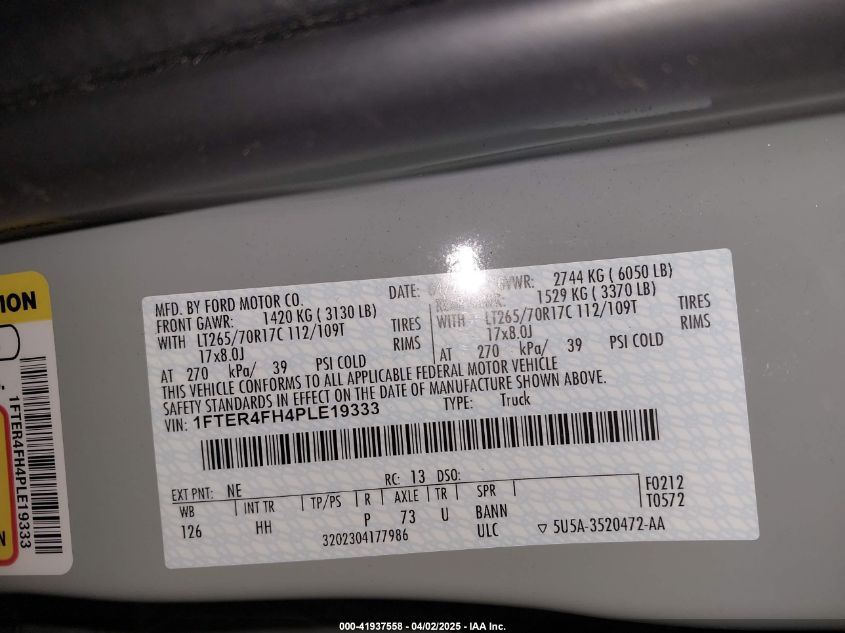 MFD. BY FORD MOTOR CO.
DATE:
GVWR: 2744 KG ( 6050 LB)
FRONT GAWR: 1420 KG ( 3130 LB)
1529 KG ( 3370 LB)
WITH LT265/70R17C 112/109T TIRES
17x8.0J RIMS
AT 270 kPa/ 39 PSI COLD
WITH LT265/70R17C 112/109T TIRES
17x8.0J RIMS
AT 270 kPa/ 39 PSI COLD
THIS VEHICLE CONFORMS TO ALL APPLICABLE FEDERAL MOTOR VEHICLE
SAFETY STANDARDS IN EFFECT ON THE DATE OF MANUFACTURE SHOWN ABOVE.
VIN: 1FTER4FH4PLE19333 TYPE: Truck
EXT PNT: NE RC: 13 DSO:
WB INT TR TP/PS R AXLE TR SPR F0212
126 HH P 73 U BANN T0572
3202304177986 ULC ▽ 5U5A-3520472-AA
ION
1FTER4FH4PLE19333
N
000-41937558 - 04/02/2025 - IAA Inc.